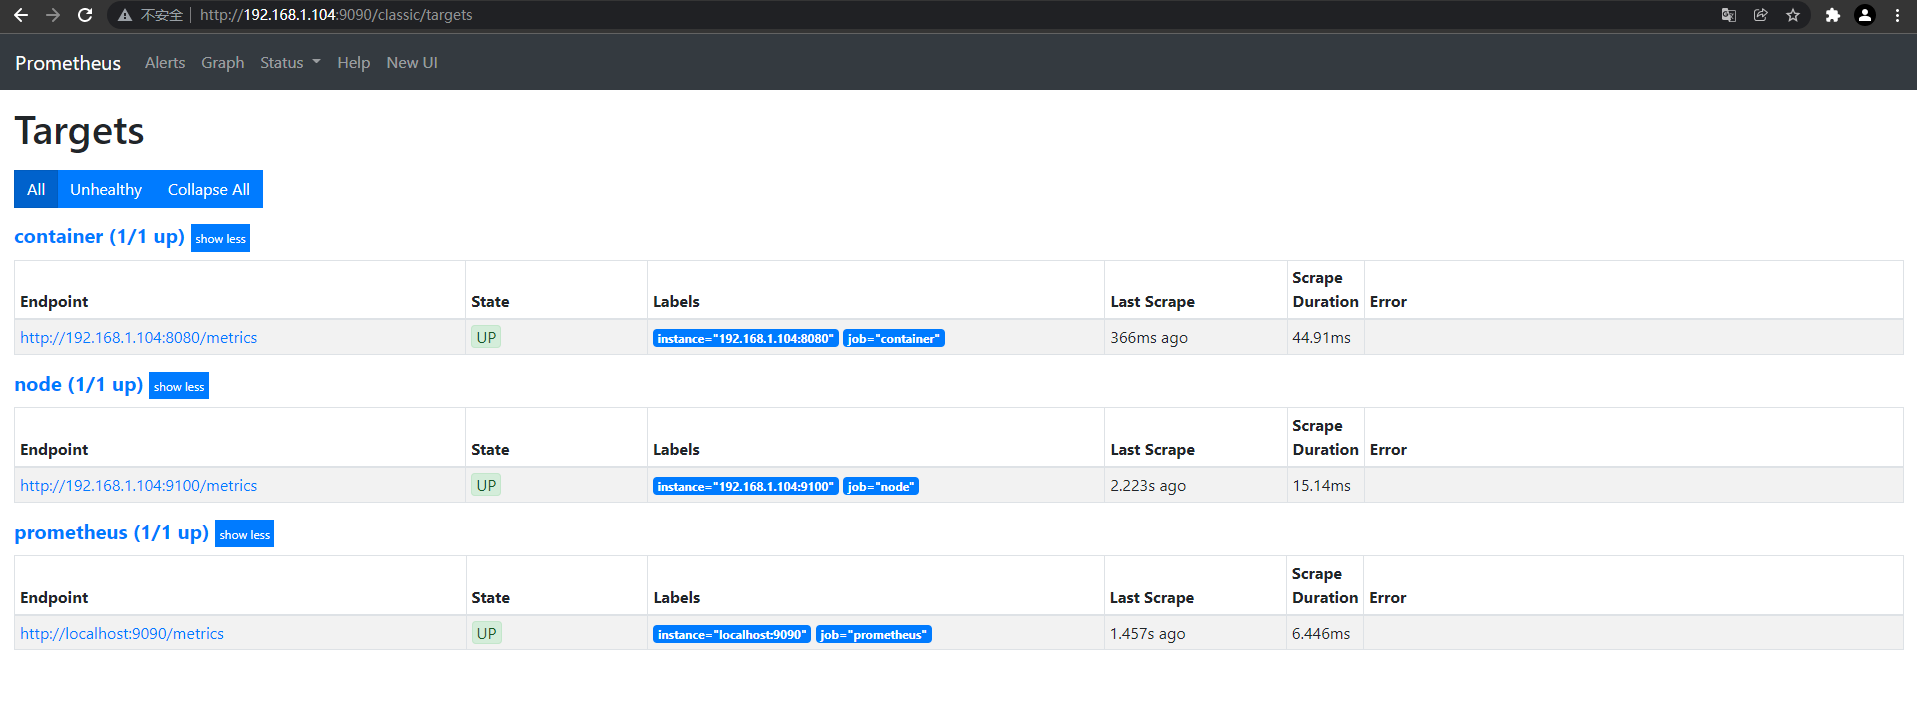 不安全 http://192.168.1.104:9090/classic/targets
Prometheus Alerts Graph Status Help New UI
Targets
All Unhealthy Collapse All
container (1/1 up) show less
Endpoint State Labels Last Scrape Scrape Duration Error
http://192.168.1.104:8080/metrics UP instance="192.168.1.104:8080" job="container" 366ms ago 44.91ms
node (1/1 up) show less
Endpoint State Labels Last Scrape Scrape Duration Error
http://192.168.1.104:9100/metrics UP instance="192.168.1.104:9100" job="node" 2.223s ago 15.14ms
prometheus (1/1 up) show less
Endpoint State Labels Last Scrape Scrape Duration Error
http://localhost:9090/metrics UP instance="localhost:9090" job="prometheus" 1.457s ago 6.446ms